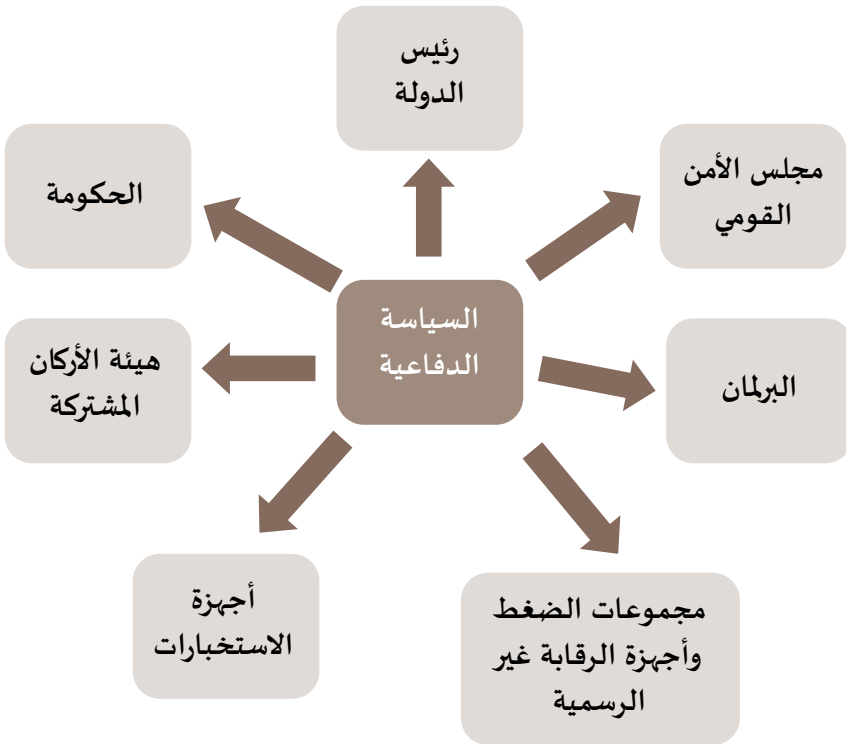 رئيس
الدولة
مجلس الأمن
القومي
الحكومة
السياسة
الدفاعية
هيئة الأركان
المشتركة
البرلمان
أجهزة
الاستخبارات
مجموعات الضغط
وأجهزة الرقابة غير
الرسمية